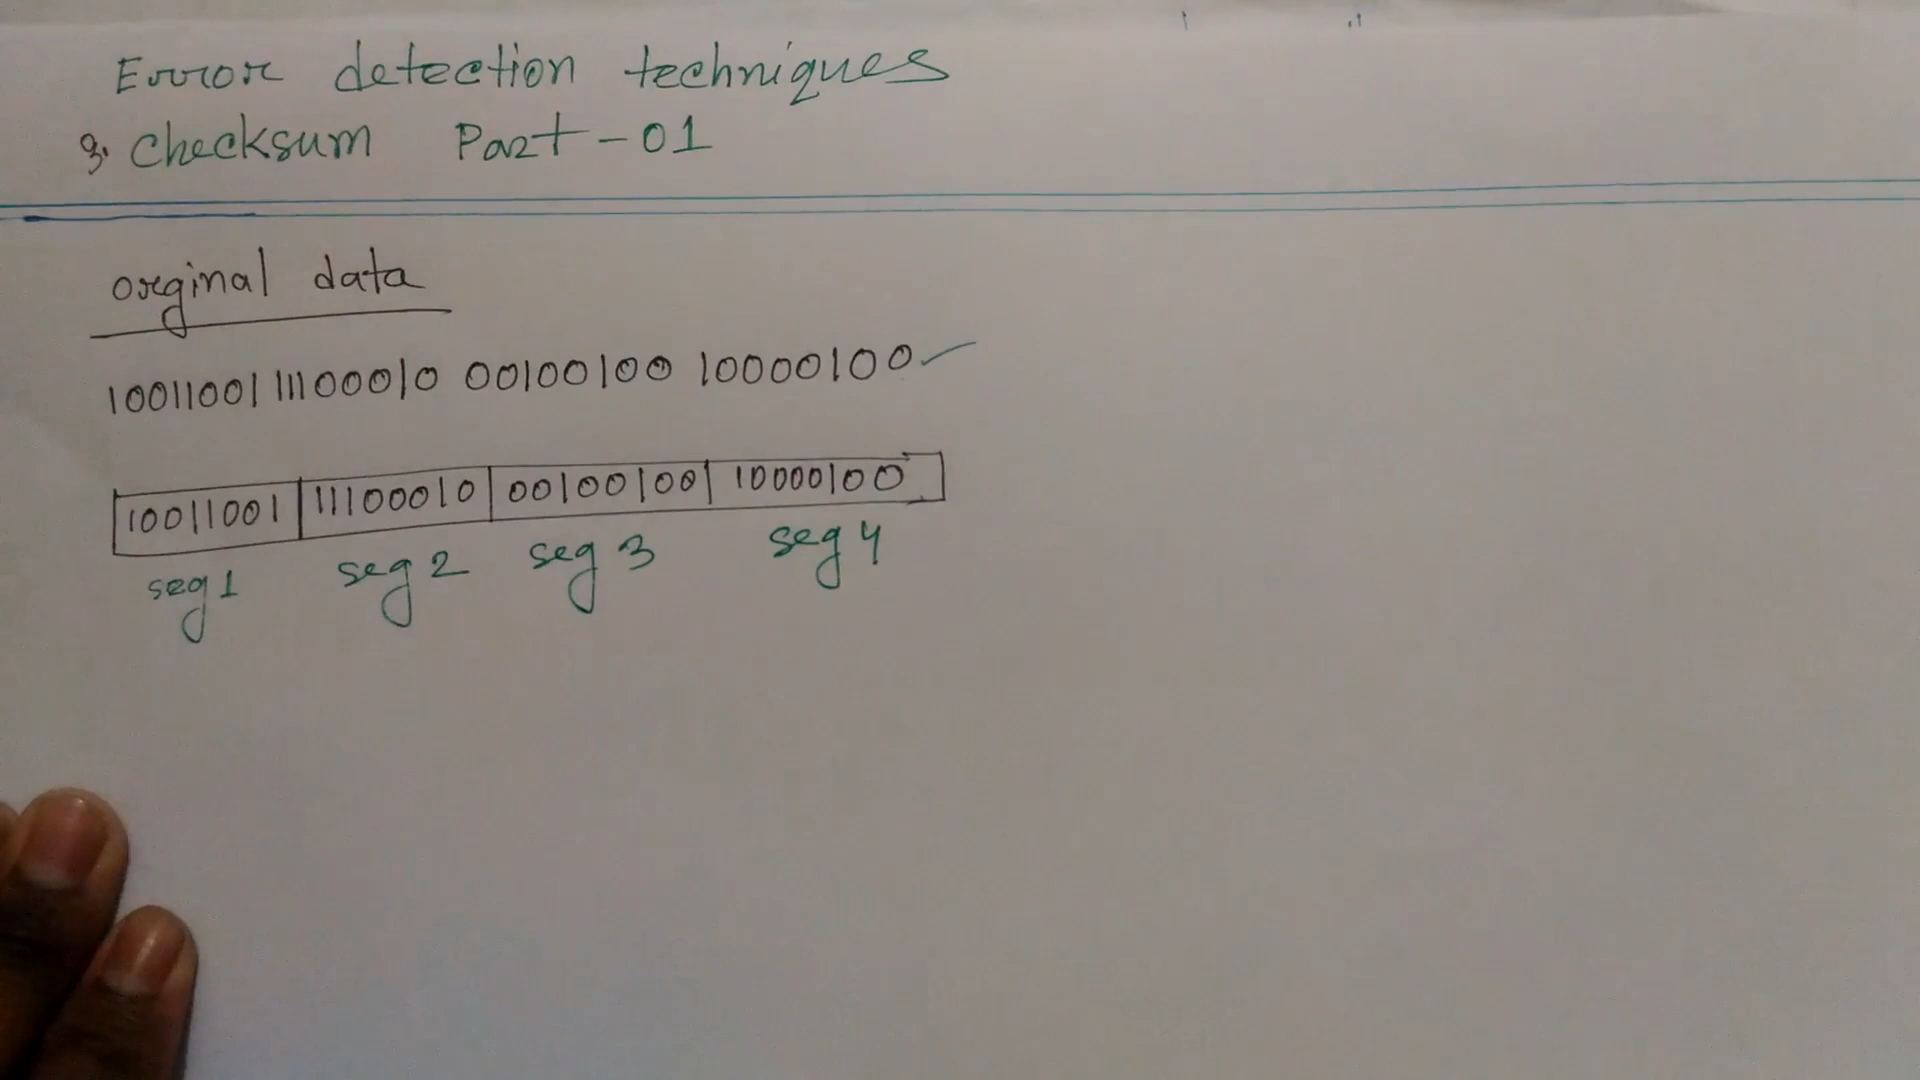 Error detection techniques
3. Checksum Part-01
orginal data
10011001 11100010 00100100 10000100
10011001 11100010 00100100 10000100
seg 1 seg 2 seg 3 seg 4